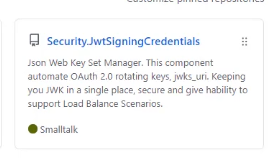 Customize pinned repositories
Security.JwtSigningCredentials
Json Web Key Set Manager. This component
automate OAuth 2.0 rotating keys, jwks_uri. Keeping
you JWK in a single place, secure and give hability to
support Load Balance Scenarios.
Smalltalk